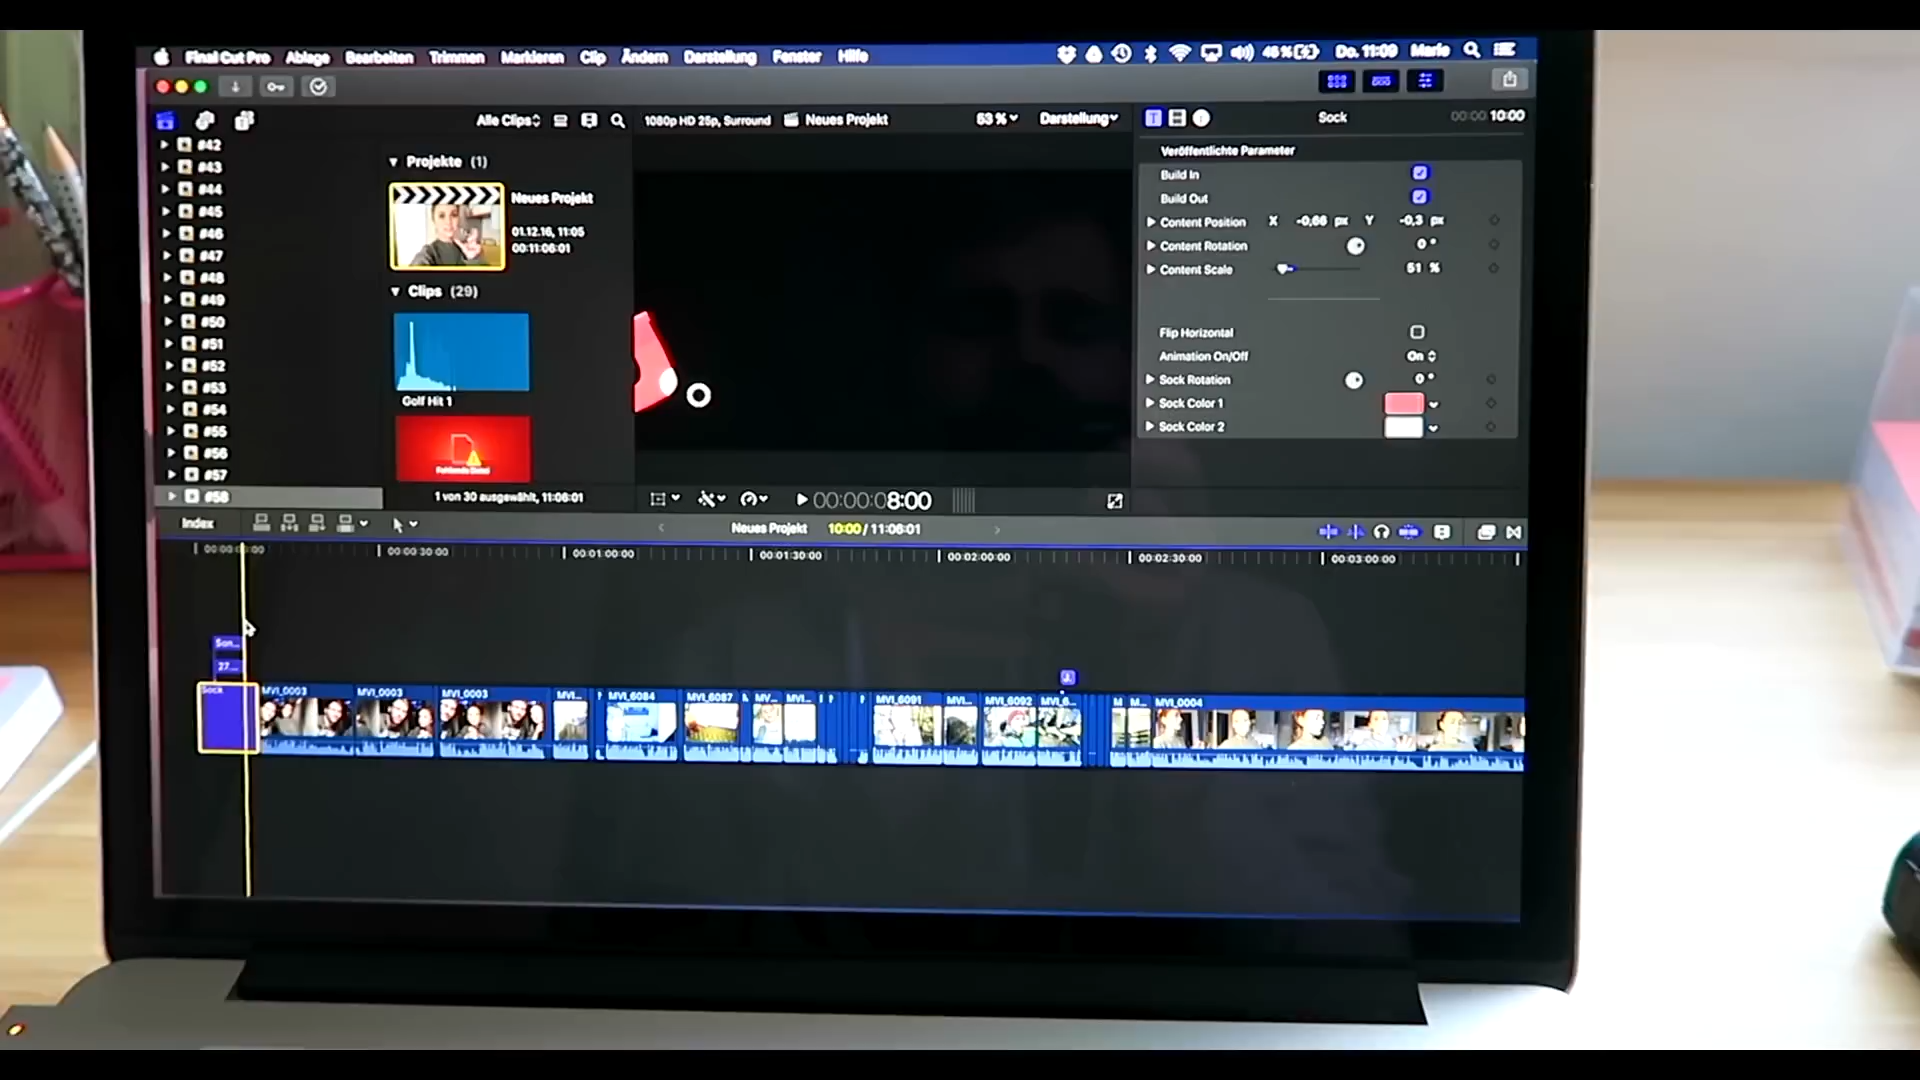 Final Cut Pro Ablage Bearbeiten Trimmen Markieren Clip Ändern Darstellung Fenster Hilfe 46 % Do. 11:09 Marie
Alle Clips
1080p HD 25p, Surround Neues Projekt 53 % Darstellung
Sock 00:00:00 10:00
#42
#43
#44
#45
#46
#47
#48
#49
#50
#51
#52
#53
#54
#55
#56
#57
#58
Projekte (1)
Neues Projekt
01.12.16, 11:05
00:11:06:01
Clips (29)
Golf Hit 1
Fehlende Datei
1 von 30 ausgewählt, 11:06:01
Veröffentlichte Parameter
Build In
Build Out
Content Position X -0,66 px Y -0,3 px
Content Rotation 0 °
Content Scale 51 %
Flip Horizontal
Animation On/Off On
Sock Rotation 0 °
Sock Color 1
Sock Color 2
00:00:08:00
Index Neues Projekt 10:00 / 11:06:01
00:00:00:00 00:00:30:00 00:01:00:00 00:01:30:00 00:02:00:00 00:02:30:00 00:03:00:00
Son...
27...
Sock MVI_0003 MVI_0003 MVI_0003 MVI... MVI_6084 MVI_6087 MV... MVI... MVI_6091 MVI... MVI_6092 MVI_6... M M... MVI_0004